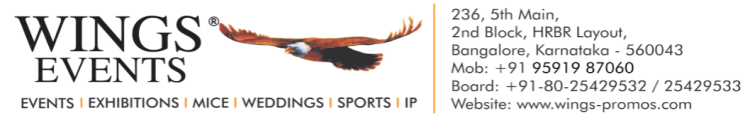 WINGS®
EVENTS
EVENTS | EXHIBITIONS | MICE | WEDDINGS | SPORTS | IP
236, 5th Main,
2nd Block, HRBR Layout,
Bangalore, Karnataka - 560043
Mob: +91 95919 87060
Board: +91-80-25429532 / 25429533
Website: www.wings-promos.com